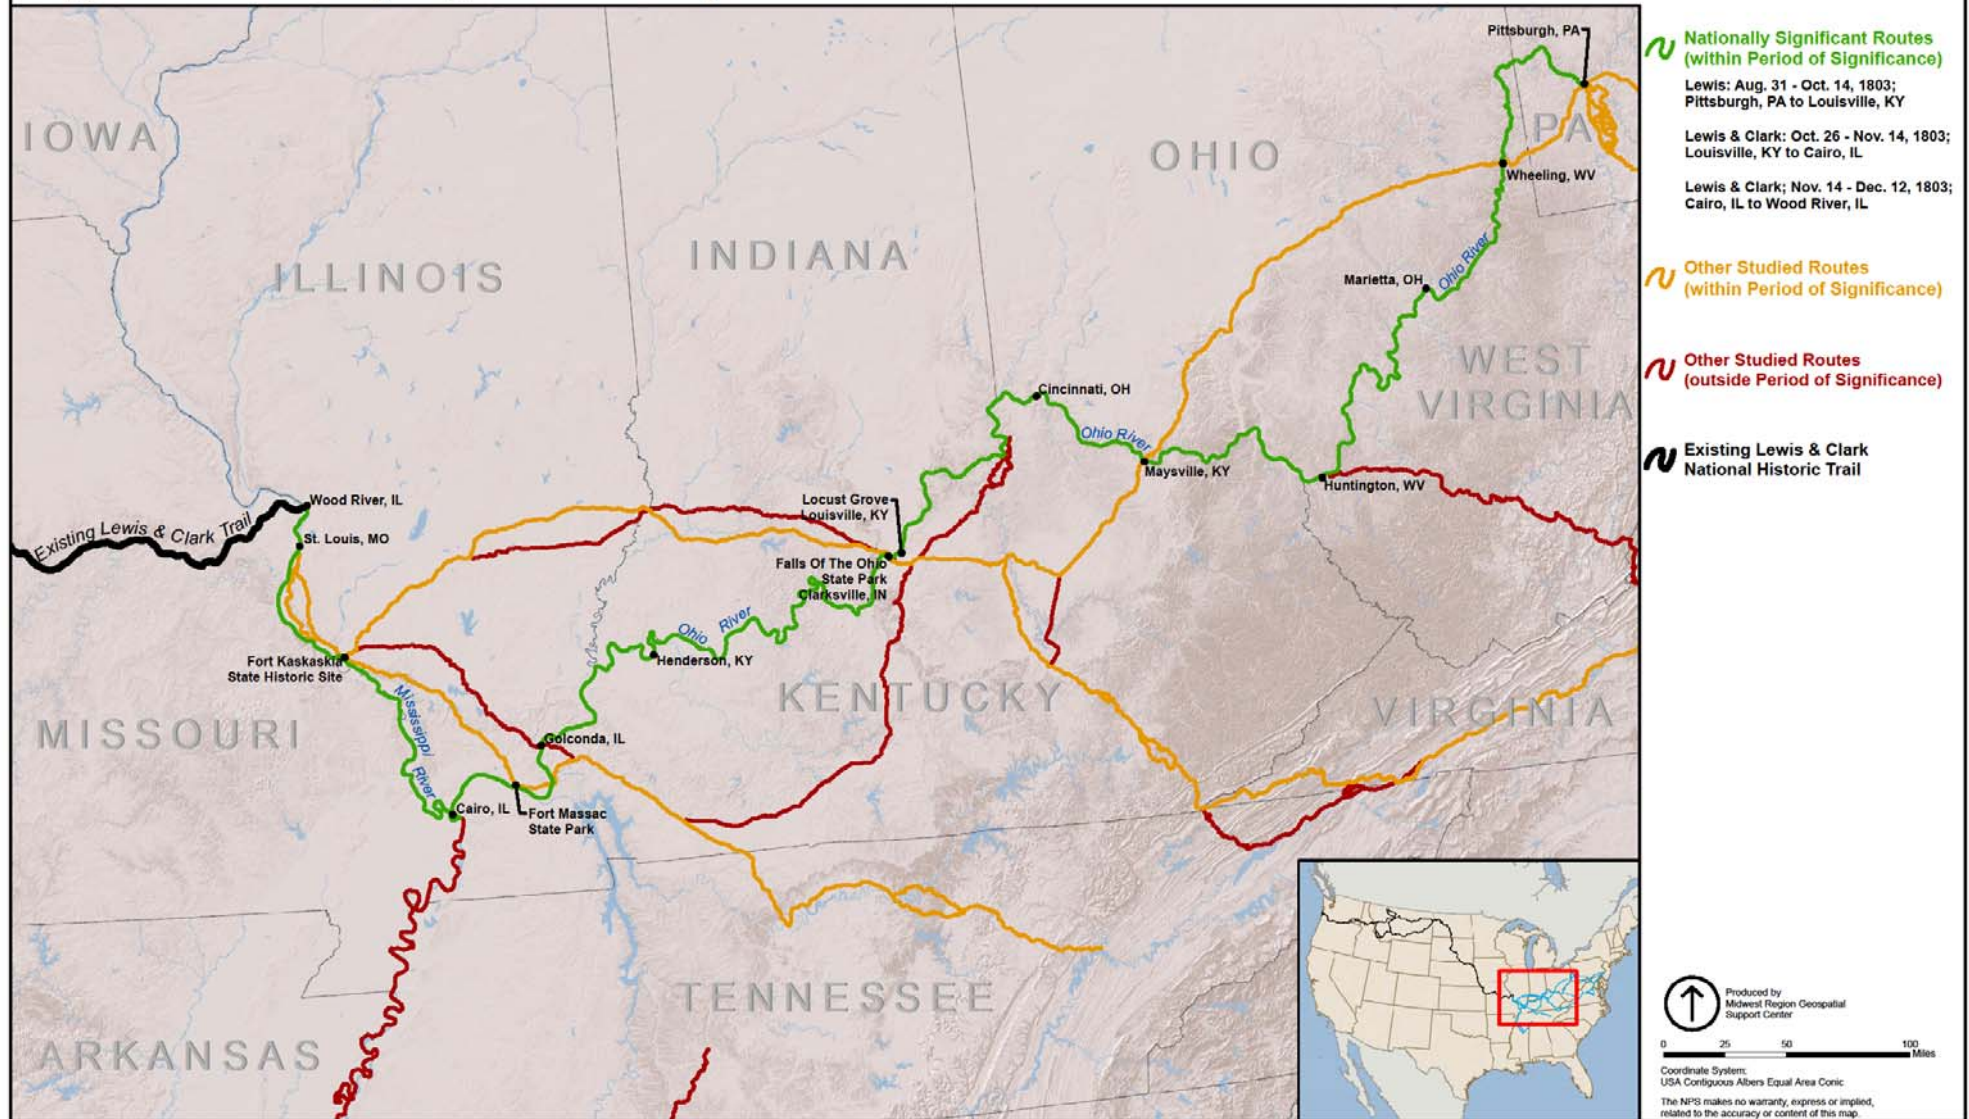 Pittsburgh, PA
IOWA
OHIO
PA
Wheeling, WV
INDIANA
ILLINOIS
Marietta, OH
Ohio River
WEST
VIRGINIA
Cincinnati, OH
Ohio River
Maysville, KY
Huntington, WV
Wood River, IL
Locust Grove
Louisville, KY
Existing Lewis & Clark Trail
St. Louis, MO
Falls Of The Ohio
State Park
Clarksville, IN
Ohio River
Henderson, KY
Fort Kaskaskia
State Historic Site
KENTUCKY
VIRGINIA
MISSOURI
Mississippi River
Golconda, IL
Cairo, IL
Fort Massac
State Park
TENNESSEE
ARKANSAS
Nationally Significant Routes
(within Period of Significance)
Lewis: Aug. 31 - Oct. 14, 1803;
Pittsburgh, PA to Louisville, KY
Lewis & Clark: Oct. 26 - Nov. 14, 1803;
Louisville, KY to Cairo, IL
Lewis & Clark; Nov. 14 - Dec. 12, 1803;
Cairo, IL to Wood River, IL
Other Studied Routes
(within Period of Significance)
Other Studied Routes
(outside Period of Significance)
Existing Lewis & Clark
National Historic Trail
Produced by
Midwest Region Geospatial
Support Center
0 25 50 100
Miles
Coordinate System:
USA Contiguous Albers Equal Area Conic
The NPS makes no warranty, express or implied,
related to the accuracy or content of this map.